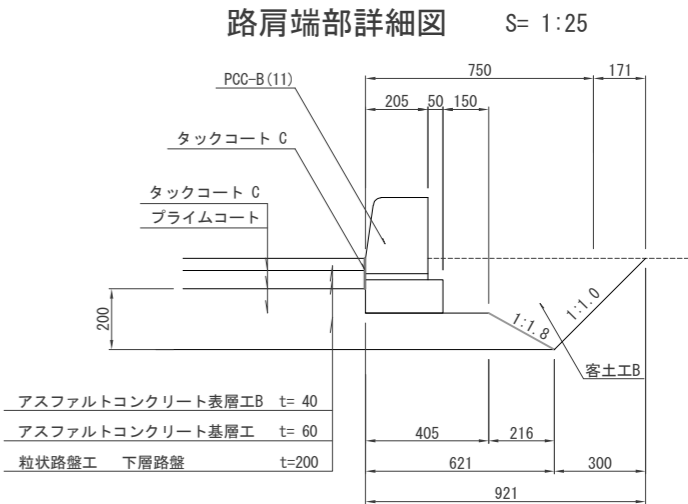 路肩端部詳細図 S= 1:25
750 171
PCC-B(11)
205 50 150
タックコート C
タックコート C
プライムコート
200
1:1.8
1:1.0
客土工B
アスファルトコンクリート表層工B t= 40
アスファルトコンクリート基層工 t= 60
粒状路盤工 下層路盤 t=200
405 216
621 300
921